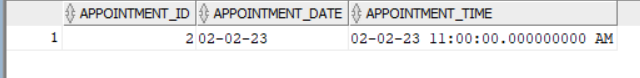 APPOINTMENT_ID APPOINTMENT_DATE APPOINTMENT_TIME
1 2 02-02-23 02-02-23 11:00:00.000000000 AM